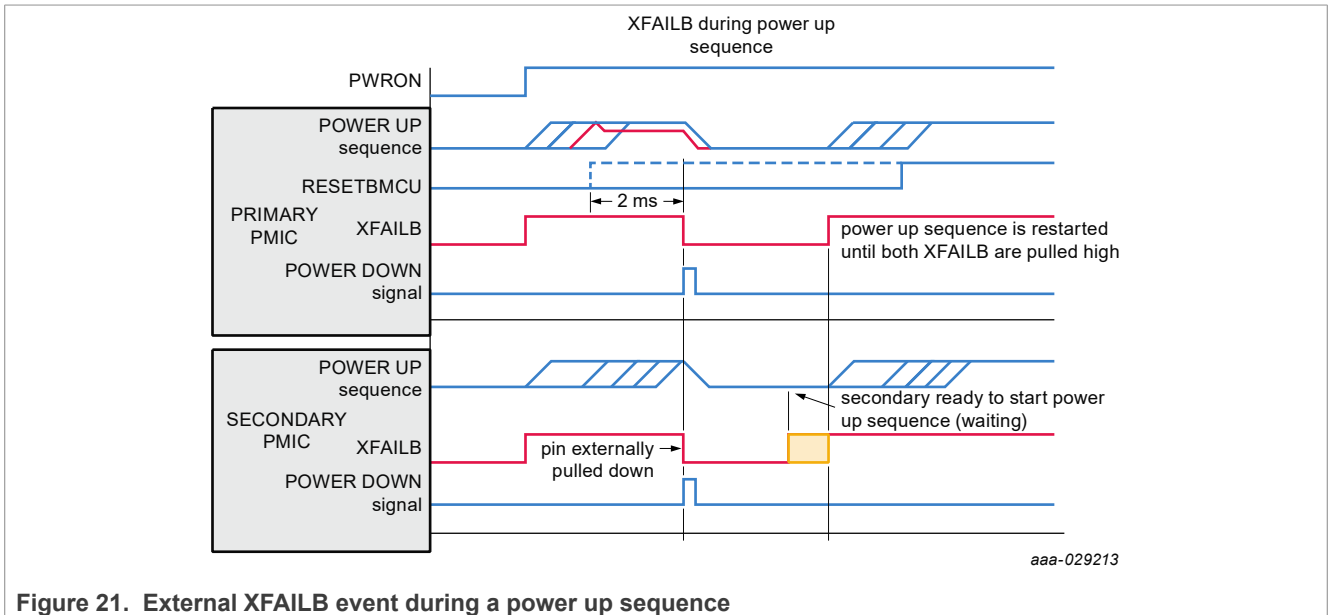 XFAILB during power up
sequence
PWRON
POWER UP
sequence
RESETBMCU
2 ms
PRIMARY
PMIC
XFAILB
power up sequence is restarted
until both XFAILB are pulled high
POWER DOWN
signal
POWER UP
sequence
secondary ready to start power
up sequence (waiting)
SECONDARY
PMIC
XFAILB
pin externally
pulled down
POWER DOWN
signal
aaa-029213
Figure 21. External XFAILB event during a power up sequence